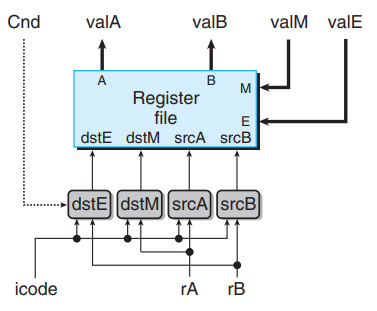 Cnd valA valB valM valE
A B M
Register
file
E
dstE dstM srcA srcB
dstE dstM srcA srcB
icode rA rB